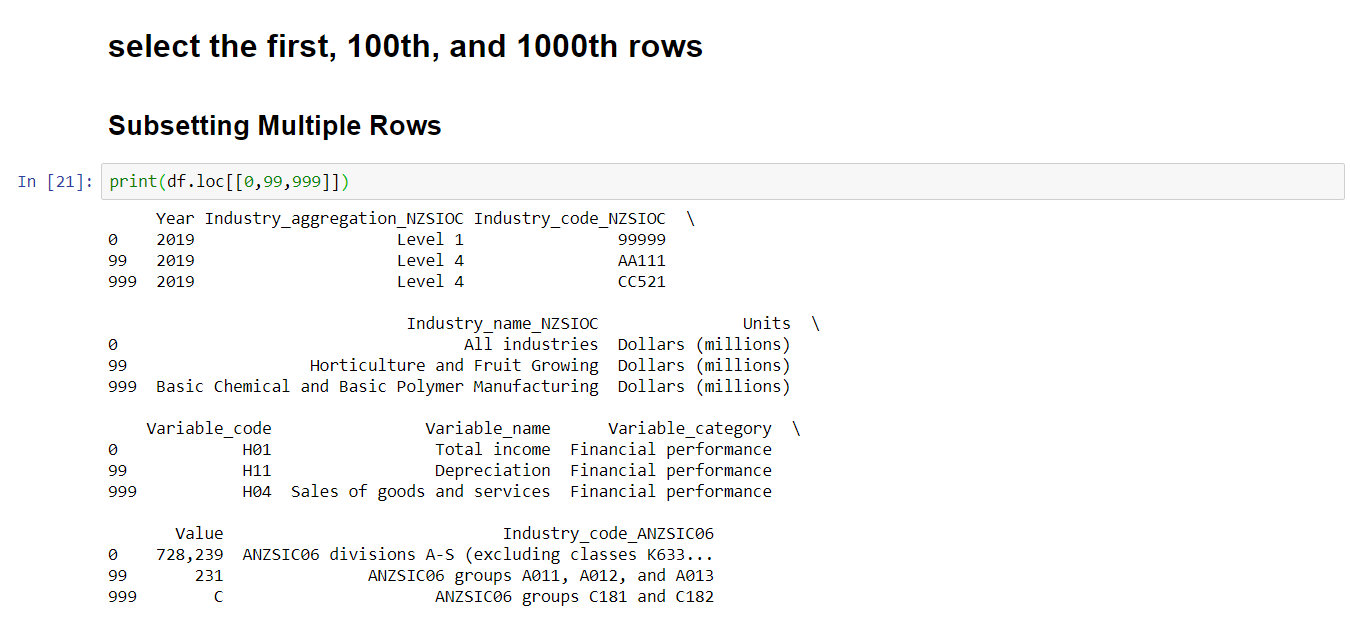 select the first, 100th, and 1000th rows
Subsetting Multiple Rows
In [21]: print(df.loc[[0,99,999]])
     Year Industry_aggregation_NZSIOC Industry_code_NZSIOC  \
0    2019                     Level 1                99999
99   2019                     Level 4                AA111
999  2019                     Level 4                CC521
                               Industry_name_NZSIOC               Units  \
0                                    All industries  Dollars (millions)
99                   Horticulture and Fruit Growing  Dollars (millions)
999  Basic Chemical and Basic Polymer Manufacturing  Dollars (millions)
    Variable_code                Variable_name      Variable_category  \
0             H01                 Total income  Financial performance
99            H11                 Depreciation  Financial performance
999           H04  Sales of goods and services  Financial performance
       Value                             Industry_code_ANZSIC06
0    728,239  ANZSIC06 divisions A-S (excluding classes K633...
99       231               ANZSIC06 groups A011, A012, and A013
999        C                      ANZSIC06 groups C181 and C182